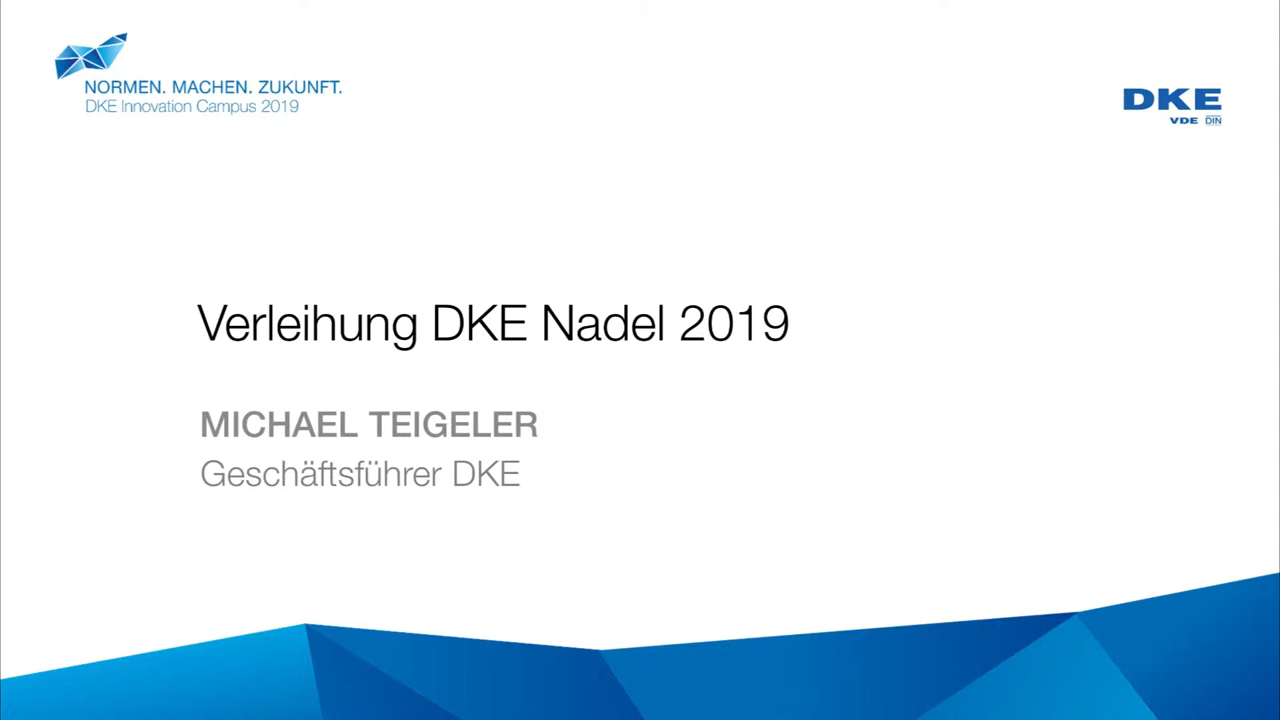 NORMEN. MACHEN. ZUKUNFT.
DKE Innovation Campus 2019
DKE
VDE DIN
Verleihung DKE Nadel 2019
MICHAEL TEIGELER
Geschäftsführer DKE